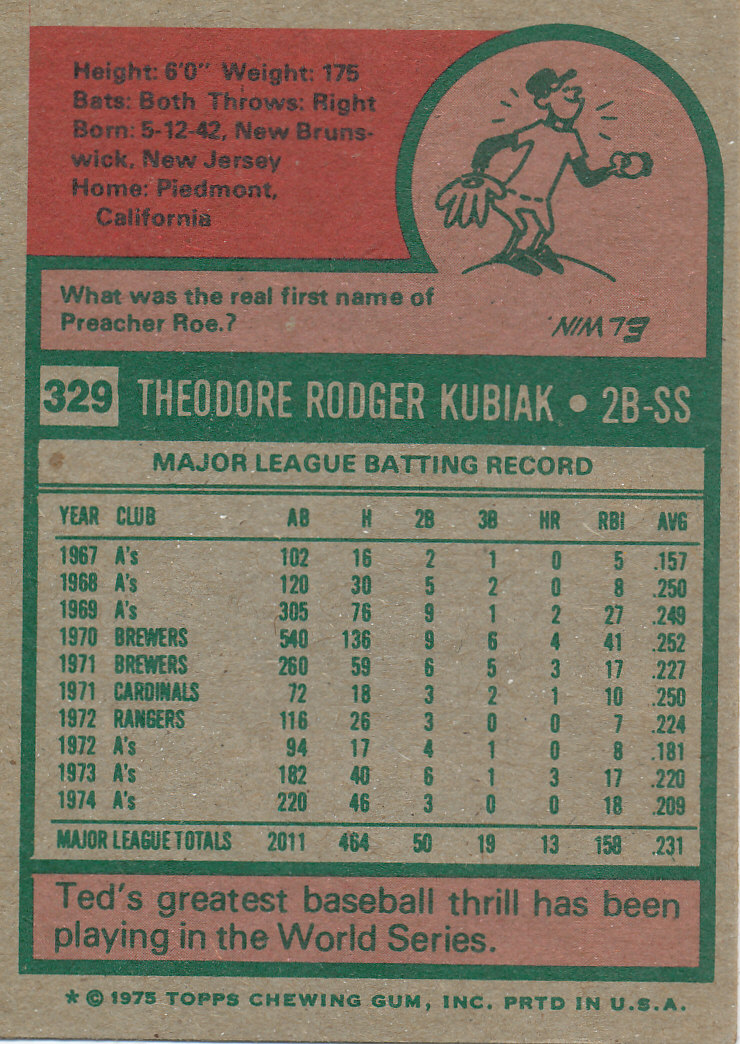 Height: 6'0" Weight: 175
Bats: Both Throws: Right
Born: 5-12-42, New Bruns-
wick, New Jersey
Home: Piedmont,
California
What was the real first name of
Preacher Roe.?
ELWIN
329 THEODORE RODGER KUBIAK • 2B-SS
MAJOR LEAGUE BATTING RECORD
YEAR CLUB AB H 2B 3B HR RBI AVG
1967 A's 102 16 2 1 0 5 .157
1968 A's 120 30 5 2 0 8 .250
1969 A's 305 76 9 1 2 27 .249
1970 BREWERS 540 136 9 6 4 41 .252
1971 BREWERS 260 59 6 5 3 17 .227
1971 CARDINALS 72 18 3 2 1 10 .250
1972 RANGERS 116 26 3 0 0 7 .224
1972 A's 94 17 4 1 0 8 .181
1973 A's 182 40 6 1 3 17 .220
1974 A's 220 46 3 0 0 18 .209
MAJOR LEAGUE TOTALS 2011 464 50 19 13 158 .231
Ted's greatest baseball thrill has been
playing in the World Series.
* © 1975 TOPPS CHEWING GUM, INC. PRTD IN U.S.A.